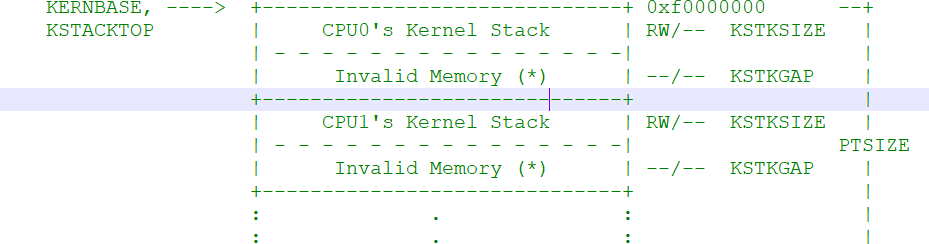 KERNBASE, ----> +------------------------------+ 0xf0000000 --+
KSTACKTOP | CPU0's Kernel Stack | RW/-- KSTKSIZE |
| - - - - - - - - - - - - - - -| |
| Invalid Memory (*) | --/-- KSTKGAP |
+------------------------------+ |
| CPU1's Kernel Stack | RW/-- KSTKSIZE |
| - - - - - - - - - - - - - - -| PTSIZE
| Invalid Memory (*) | --/-- KSTKGAP |
+------------------------------+ |
: . : |
: . : |